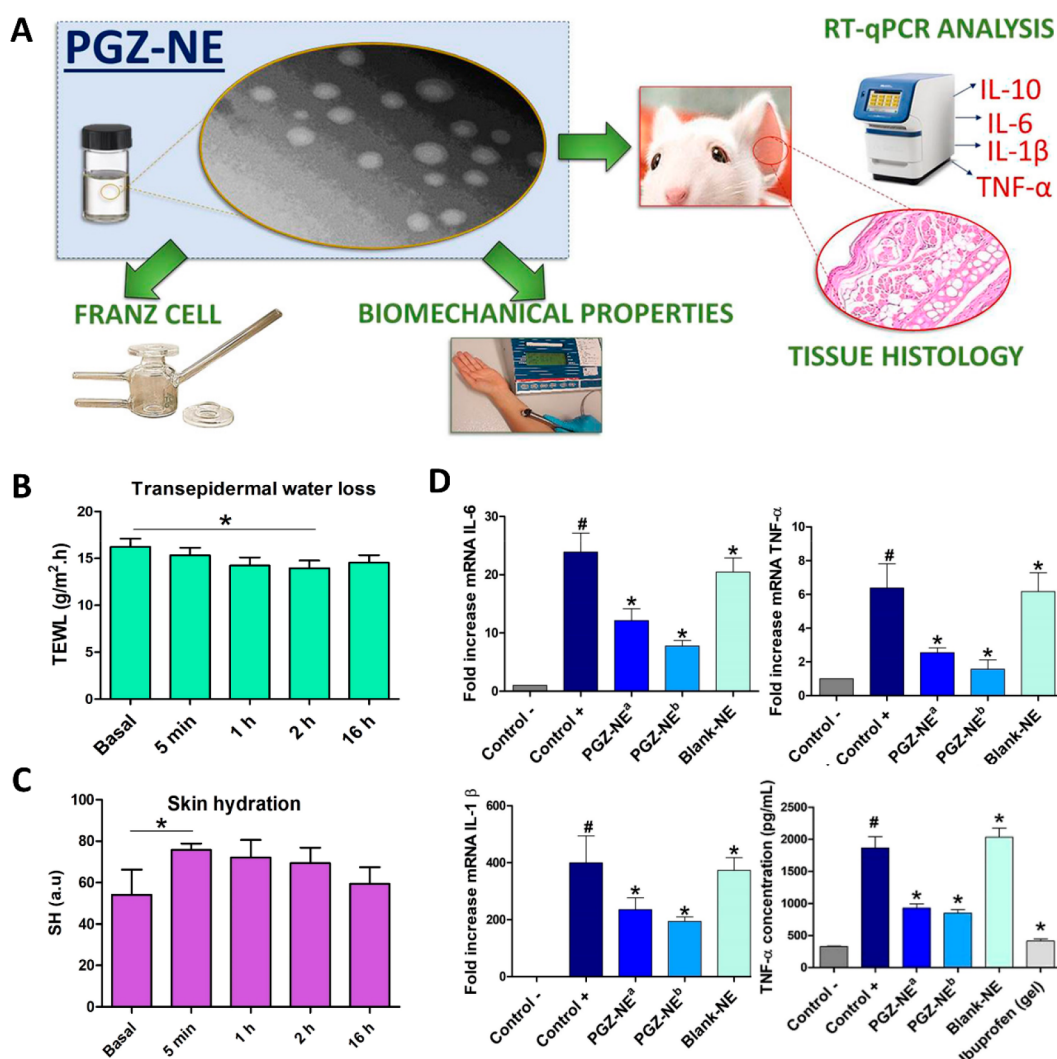 A
PGZ-NE
RT-qPCR ANALYSIS
IL-10
IL-6
IL-1β
TNF-α
FRANZ CELL
BIOMECHANICAL PROPERTIES
TISSUE HISTOLOGY
B
Transepidermal water loss
TEWL (g/m².h)
20
15
10
5
0
*
Basal
5 min
1 h
2 h
16 h
C
Skin hydration
SH (a.u)
100
80
60
40
20
0
*
Basal
5 min
1 h
2 h
16 h
D
Fold increase mRNA IL-6
30
20
10
0
#
*
*
*
Control -
Control +
PGZ-NEᵃ
PGZ-NEᵇ
Blank-NE
Fold increase mRNA TNF-α
8
6
4
2
0
#
*
*
*
Control -
Control +
PGZ-NEᵃ
PGZ-NEᵇ
Blank-NE
Fold increase mRNA IL-1 β
600
400
200
0
#
*
*
*
Control -
Control +
PGZ-NEᵃ
PGZ-NEᵇ
Blank-NE
TNF-α concentration (pg/mL)
2500
2000
1500
1000
500
0
#
*
*
*
*
Control -
Control +
PGZ-NEᵃ
PGZ-NEᵇ
Blank-NE
Ibuprofen (gel)